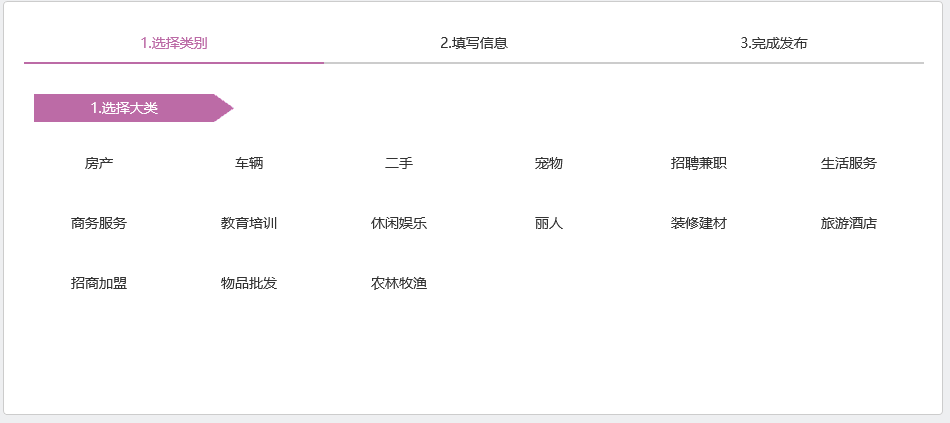 1.选择类别 2.填写信息 3.完成发布
1.选择大类
房产 车辆 二手 宠物 招聘兼职 生活服务
商务服务 教育培训 休闲娱乐 丽人 装修建材 旅游酒店
招商加盟 物品批发 农林牧渔